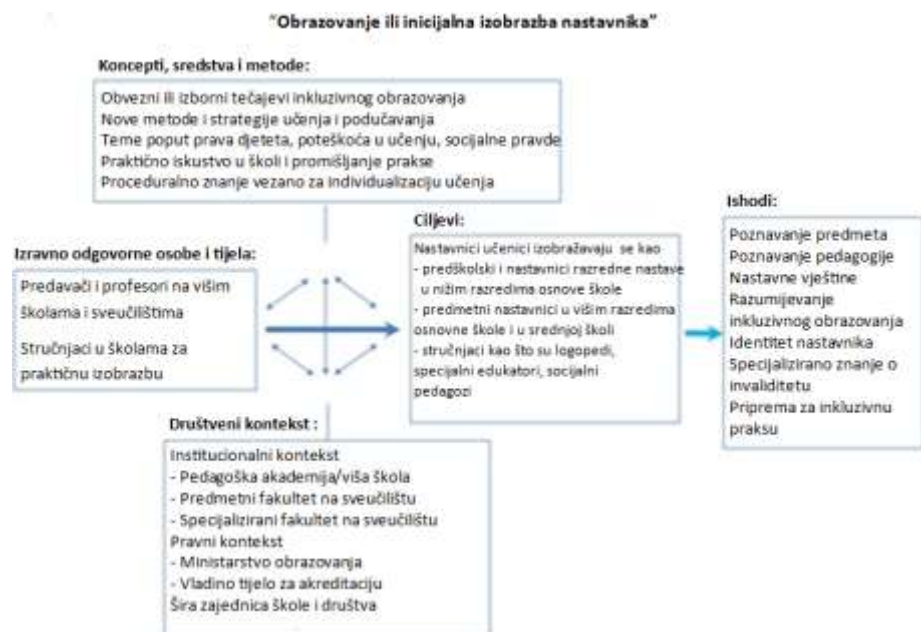 "Obrazovanje ili inicijalna izobrazba nastavnika"
Koncepti, sredstva i metode:
Obvezni ili izborni tečajevi inkluzivnog obrazovanja
Nove metode i strategije učenja i podučavanja
Teme poput prava djeteta, poteškoća u učenju, socijalne pravde
Praktično iskustvo u školi i promišljanje prakse
Proceduralno znanje vezano za individualizaciju učenja
Izravno odgovorne osobe i tijela:
Predavači i profesori na višim
školama i sveučilištima
Stručnjaci u školama za
praktičnu izobrazbu
Ciljevi:
Nastavnici učenici izobražavaju se kao
- predškolski i nastavnici razredne nastave
u nižim razredima osnove škole
- predmetni nastavnici u višim razredima
osnovne škole i u srednjoj školi
- stručnjaci kao što su logopedi,
specijalni edukatori, socijalni
pedagozi
Ishodi:
Poznavanje predmeta
Poznavanje pedagogije
Nastavne vještine
Razumijevanje
inkluzivnog obrazovanja
Identitet nastavnika
Specijalizirano znanje o
invaliditetu
Priprema za inkluzivnu
praksu
Društveni kontekst :
Institucionalni kontekst
- Pedagoška akademija/viša škola
- Predmetni fakultet na sveučilištu
- Specijalizirani fakultet na sveučilištu
Pravni kontekst
- Ministarstvo obrazovanja
- Vladino tijelo za akreditaciju
Šira zajednica škole i društva